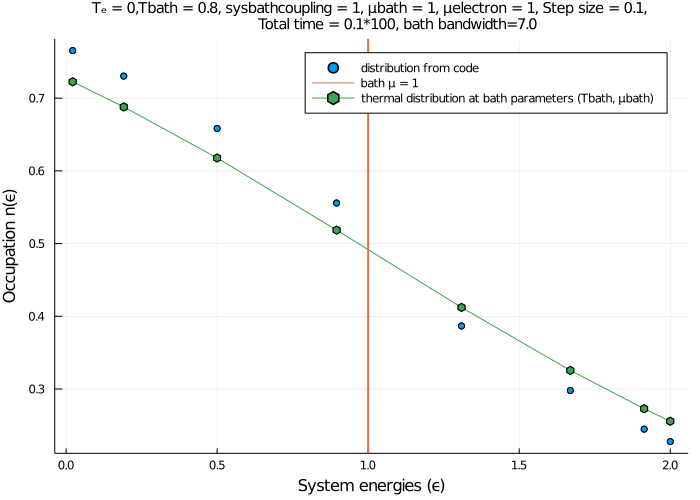 Tₑ = 0,Tbath = 0.8, sysbathcoupling = 1, μbath = 1, μelectron = 1, Step size = 0.1,
Total time = 0.1*100, bath bandwidth=7.0
distribution from code
bath μ = 1
thermal distribution at bath parameters (Tbath, μbath)
Occupation n(ϵ)
0.7
0.6
0.5
0.4
0.3
0.0
0.5
1.0
1.5
2.0
System energies (ϵ)